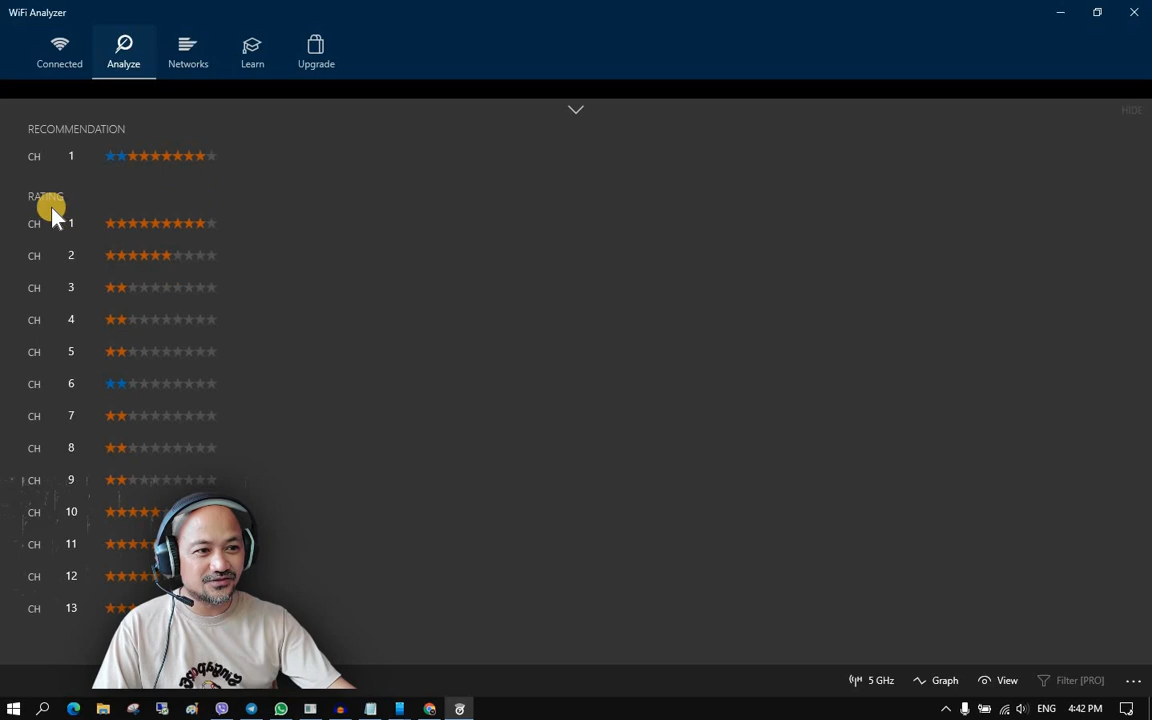 WiFi Analyzer
Connected
Analyze
Networks
Learn
Upgrade
HIDE
RECOMMENDATION
CH 1
RATING
CH 1
CH 2
CH 3
CH 4
CH 5
CH 6
CH 7
CH 8
CH 9
CH 10
CH 11
CH 12
CH 13
5 GHz
Graph
View
Filter [PRO]
ENG
4:42 PM